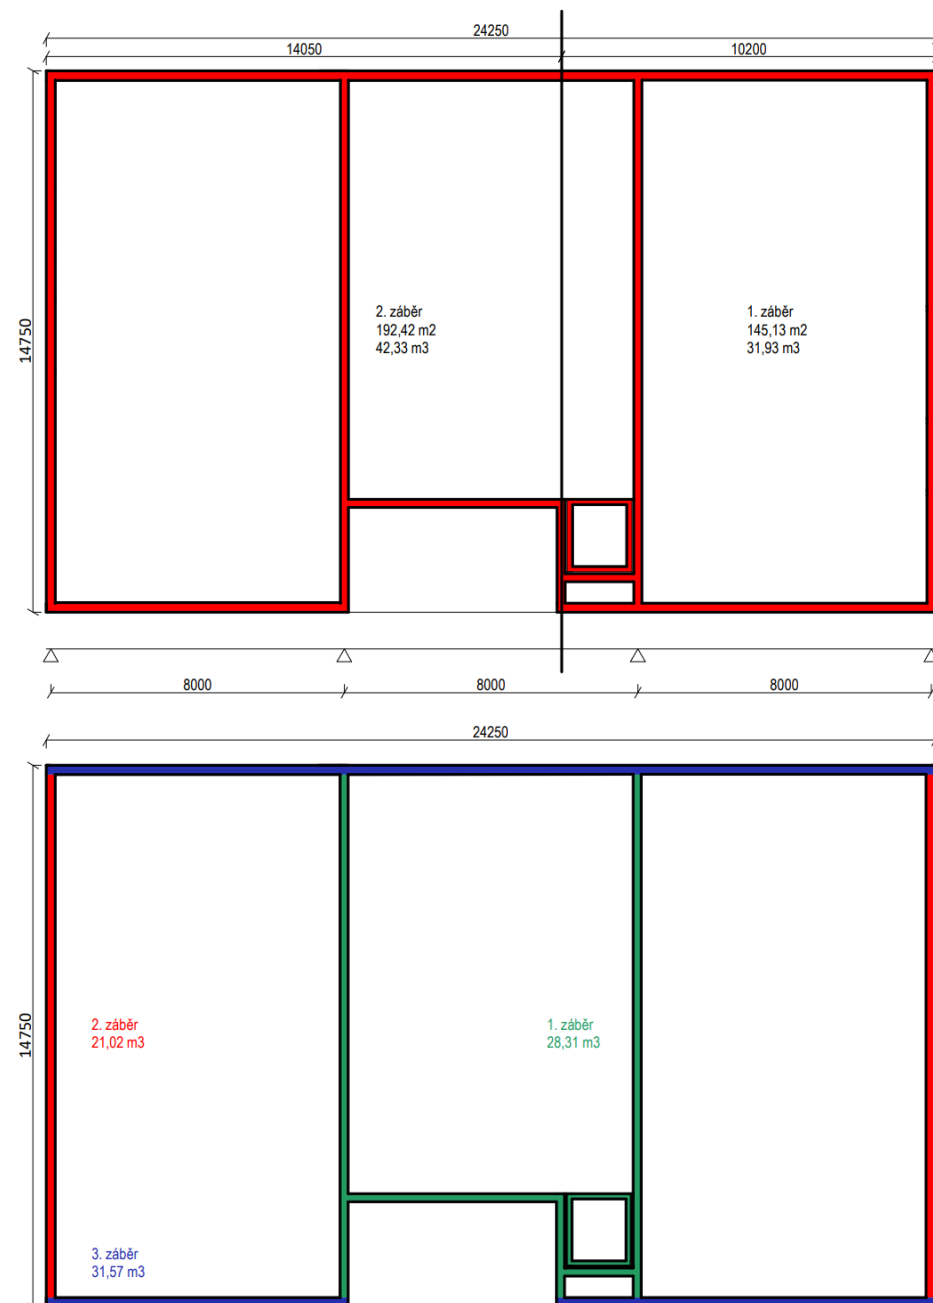 24250
14050
10200
14750
2. záběr
192,42 m2
42,33 m3
1. záběr
145,13 m2
31,93 m3
8000
8000
8000
24250
14750
2. záběr
21,02 m3
1. záběr
28,31 m3
3. záběr
31,57 m3